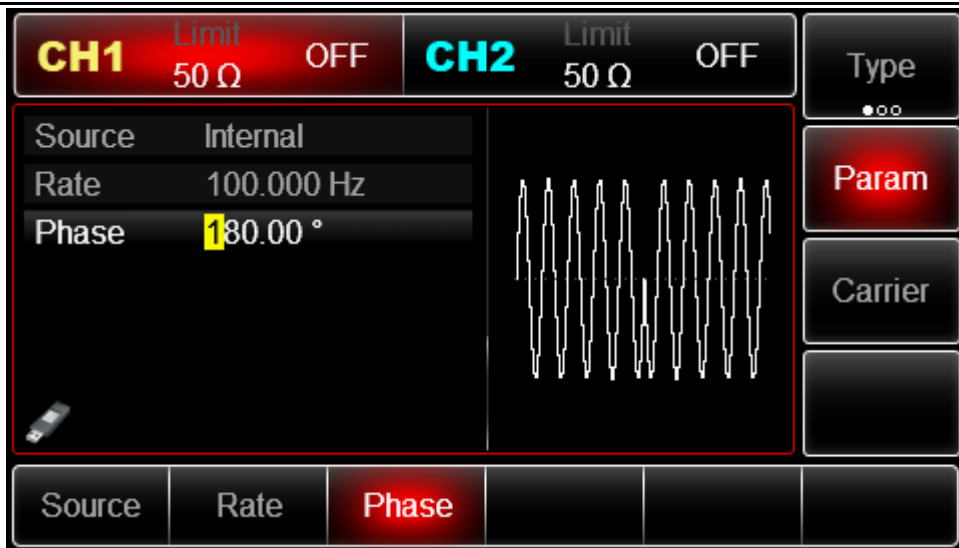 CH1 Limit 50 Ω OFF CH2 Limit 50 Ω OFF
Type
Source Internal
Rate 100.000 Hz
Phase 180.00 °
Param
Carrier
Source Rate Phase